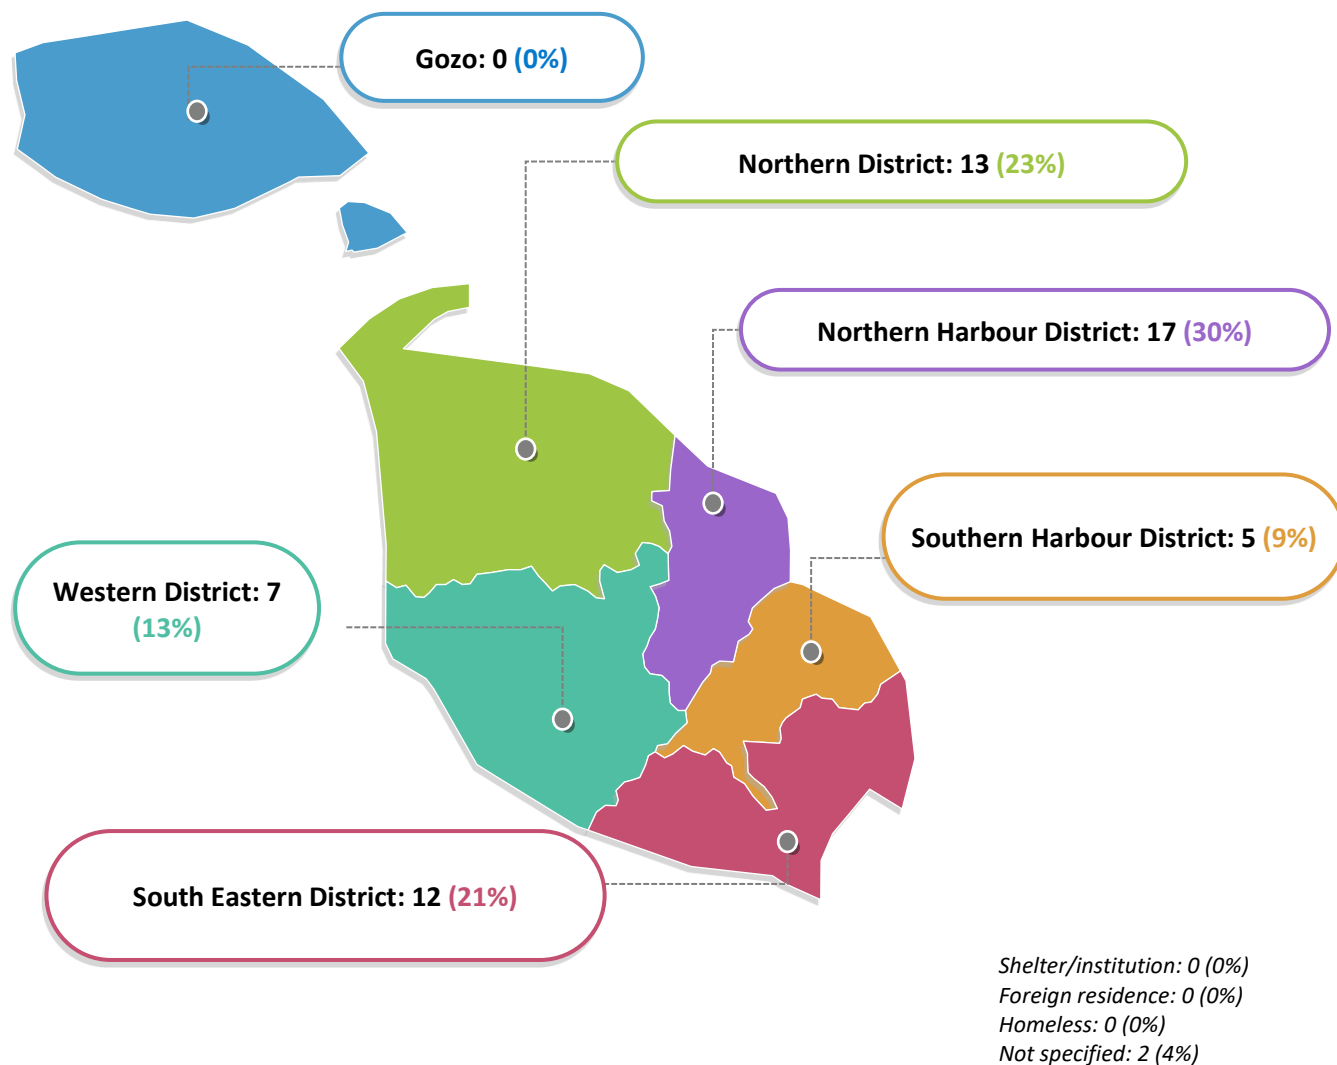 Gozo: 0 (0%)
Northern District: 13 (23%)
Northern Harbour District: 17 (30%)
Southern Harbour District: 5 (9%)
Western District: 7
(13%)
South Eastern District: 12 (21%)
Shelter/institution: 0 (0%)
Foreign residence: 0 (0%)
Homeless: 0 (0%)
Not specified: 2 (4%)